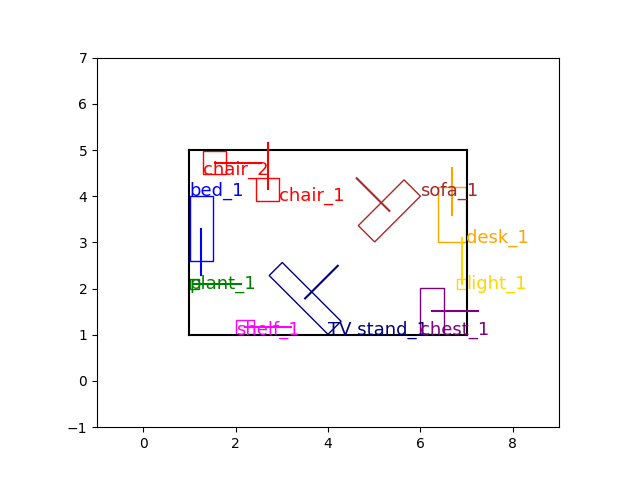 7
6
5
4
3
2
1
0
−1
0
2
4
6
8
chair_2
bed_1
chair_1
sofa_1
desk_1
plant_1
light_1
shelf_1
TV stand_1
chest_1